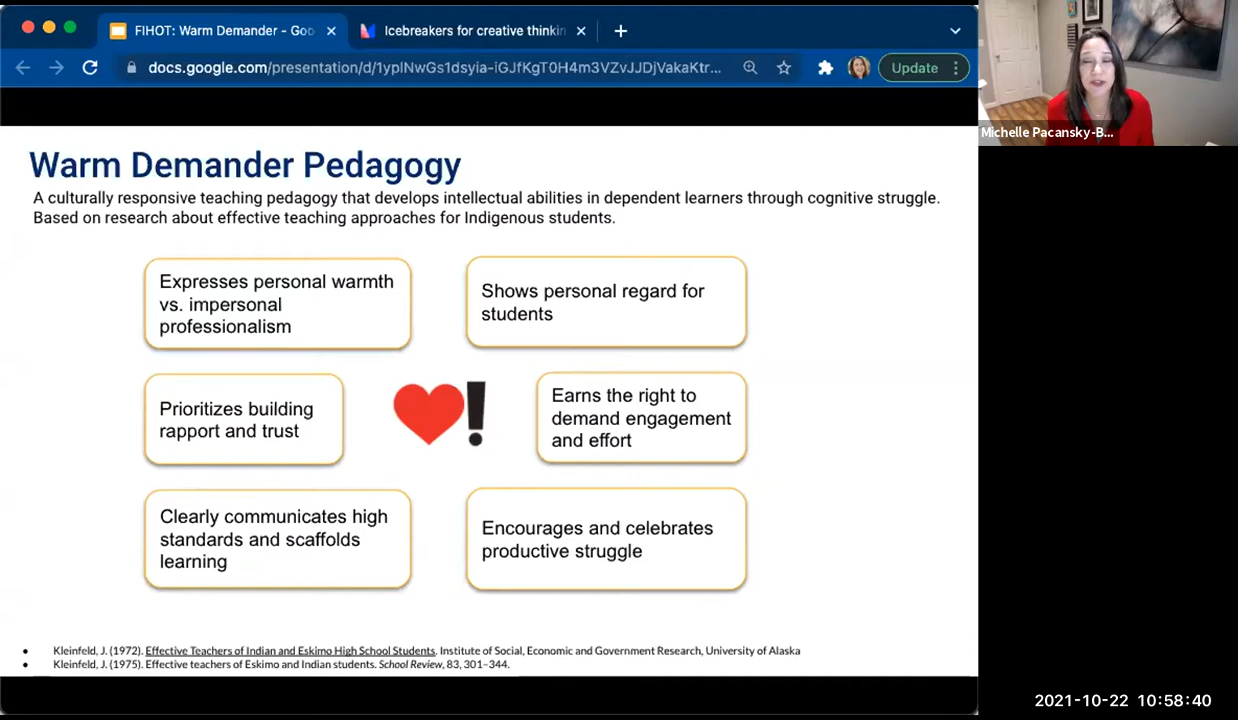 FIHOT: Warm Demander - Goo
Icebreakers for creative thinkin
docs.google.com/presentation/d/1yplNwGs1dsyia-iGJfKgT0H4m3VZvJJDjVakaKtr...
Update
Michelle Pacansky-B...
Warm Demander Pedagogy
A culturally responsive teaching pedagogy that develops intellectual abilities in dependent learners through cognitive struggle.
Based on research about effective teaching approaches for Indigenous students.
Expresses personal warmth
vs. impersonal
professionalism
Shows personal regard for
students
Prioritizes building
rapport and trust
Earns the right to
demand engagement
and effort
Clearly communicates high
standards and scaffolds
learning
Encourages and celebrates
productive struggle
• Kleinfeld, J. (1972). Effective Teachers of Indian and Eskimo High School Students. Institute of Social, Economic and Government Research, University of Alaska
• Kleinfeld, J. (1975). Effective teachers of Eskimo and Indian students. School Review, 83, 301–344.
2021-10-22 10:58:40